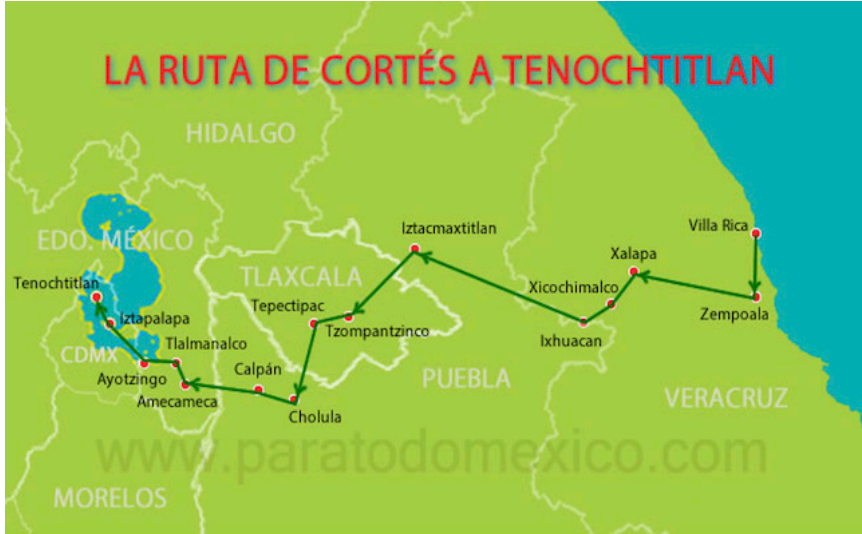 LA RUTA DE CORTÉS A TENOCHTITLAN
HIDALGO
Villa Rica
Iztacmaxtitlan
EDO. MÉXICO
Xalapa
TLAXCALA
Tenochtitlan
Xicochimalco
Tepectipac
Zempoala
Iztapalapa
Tzompantzinco
Ixhuacan
Tlalmanalco
CDMX
Calpán
Ayotzingo
PUEBLA
Amecameca
VERACRUZ
Cholula
www.paratodomexico.com
MORELOS